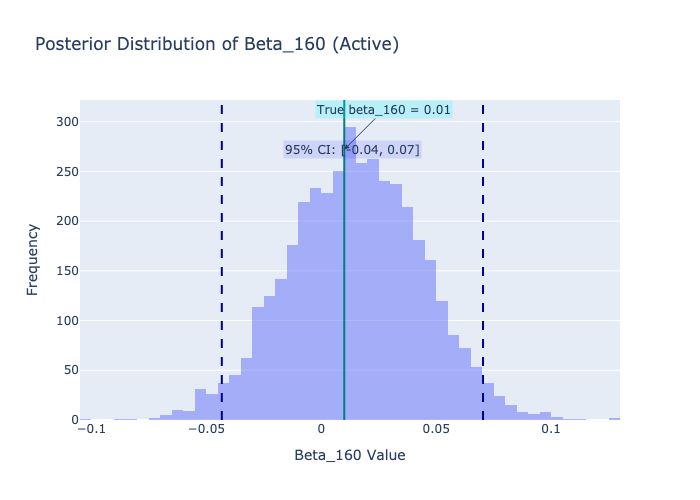 Posterior Distribution of Beta_160 (Active)
True beta_160 = 0.01
95% CI: [-0.04, 0.07]
300
250
200
150
100
50
0
Frequency
−0.1
−0.05
0
0.05
0.1
Beta_160 Value